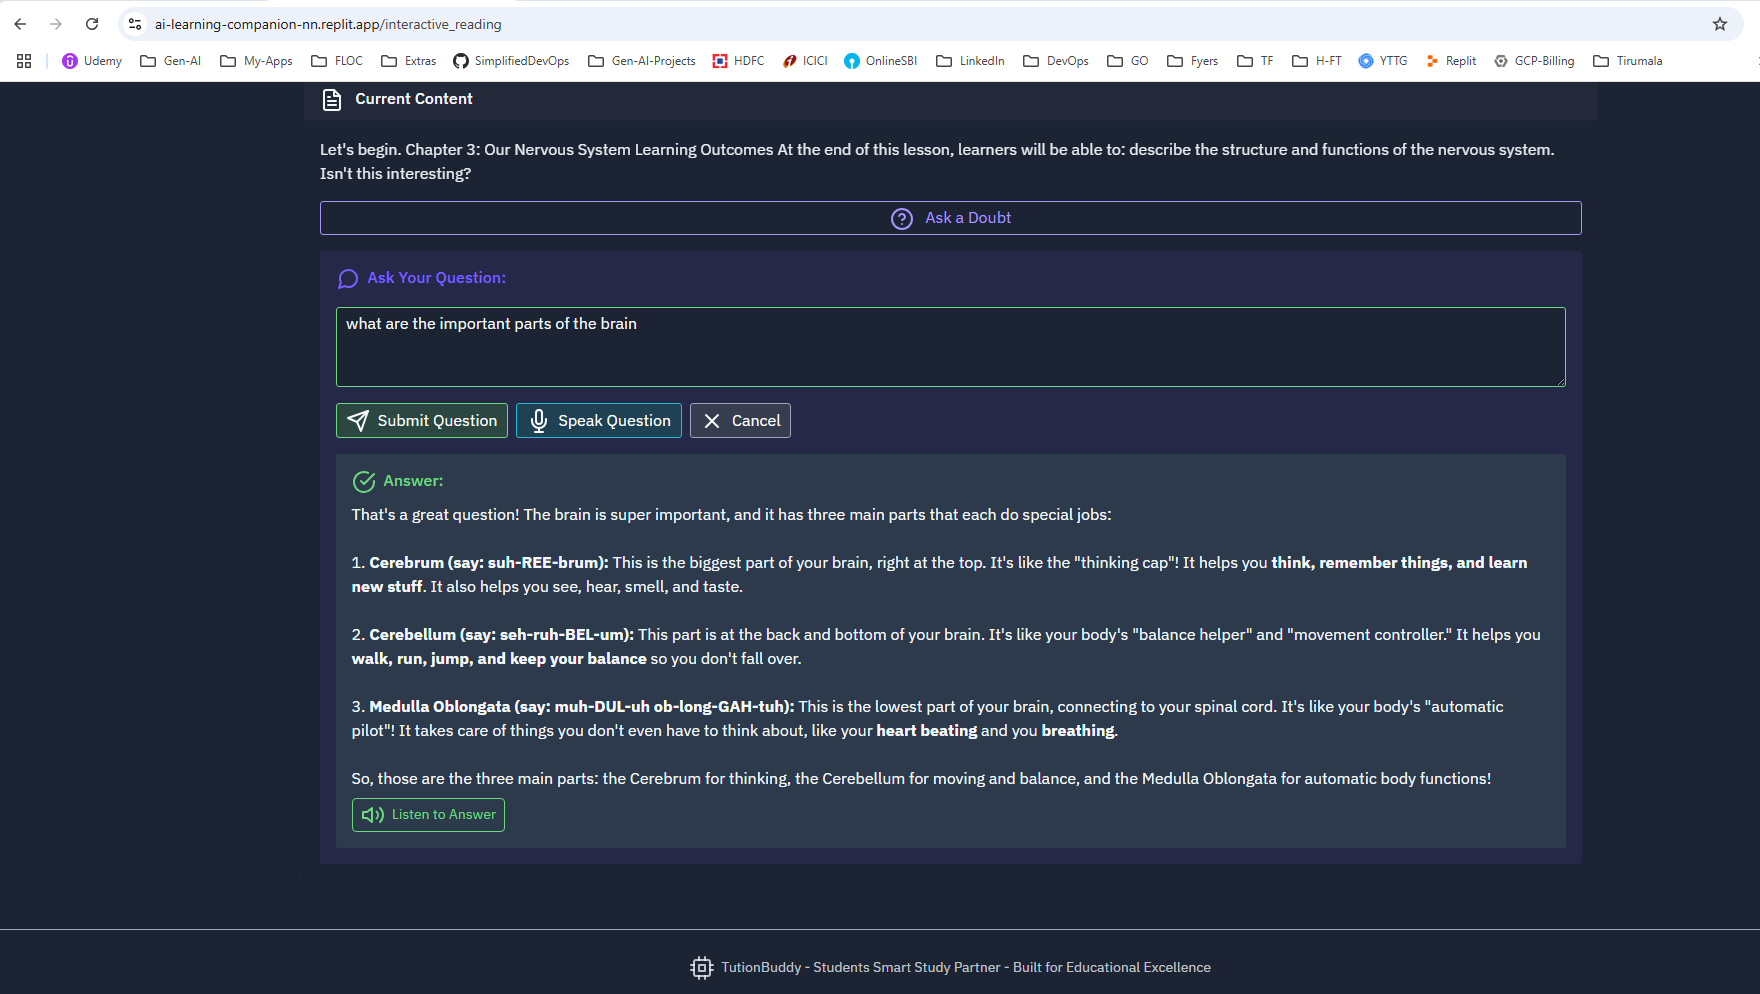 ai-learning-companion-nn.replit.app/interactive_reading
Udemy Gen-AI My-Apps FLOC Extras SimplifiedDevOps Gen-AI-Projects HDFC ICICI OnlineSBI LinkedIn DevOps GO Fyers TF H-FT YTTG Replit GCP-Billing Tirumala
Current Content
Let's begin. Chapter 3: Our Nervous System Learning Outcomes At the end of this lesson, learners will be able to: describe the structure and functions of the nervous system.
Isn't this interesting?
Ask a Doubt
Ask Your Question:
what are the important parts of the brain
Submit Question Speak Question Cancel
Answer:
That's a great question! The brain is super important, and it has three main parts that each do special jobs:
1. Cerebrum (say: suh-REE-brum): This is the biggest part of your brain, right at the top. It's like the "thinking cap"! It helps you think, remember things, and learn
new stuff. It also helps you see, hear, smell, and taste.
2. Cerebellum (say: seh-ruh-BEL-um): This part is at the back and bottom of your brain. It's like your body's "balance helper" and "movement controller." It helps you
walk, run, jump, and keep your balance so you don't fall over.
3. Medulla Oblongata (say: muh-DUL-uh ob-long-GAH-tuh): This is the lowest part of your brain, connecting to your spinal cord. It's like your body's "automatic
pilot"! It takes care of things you don't even have to think about, like your heart beating and you breathing.
So, those are the three main parts: the Cerebrum for thinking, the Cerebellum for moving and balance, and the Medulla Oblongata for automatic body functions!
Listen to Answer
TutionBuddy - Students Smart Study Partner - Built for Educational Excellence